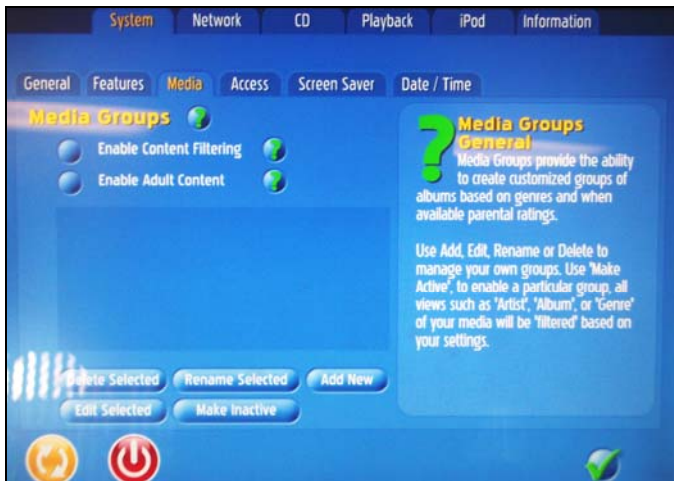 System Network CD Playback iPod Information
General Features Media Access Screen Saver Date / Time
Media Groups ?
Enable Content Filtering ?
Enable Adult Content ?
Delete Selected Rename Selected Add New
Edit Selected Make Inactive
? Media Groups
General
Media Groups provide the ability
to create customized groups of
albums based on genres and when
available parental ratings.
Use Add, Edit, Rename or Delete to
manage your own groups. Use "Make
Active", to enable a particular group, all
views such as "Artist", "Album", or "Genre"
of your media will be "filtered" based on
your settings.